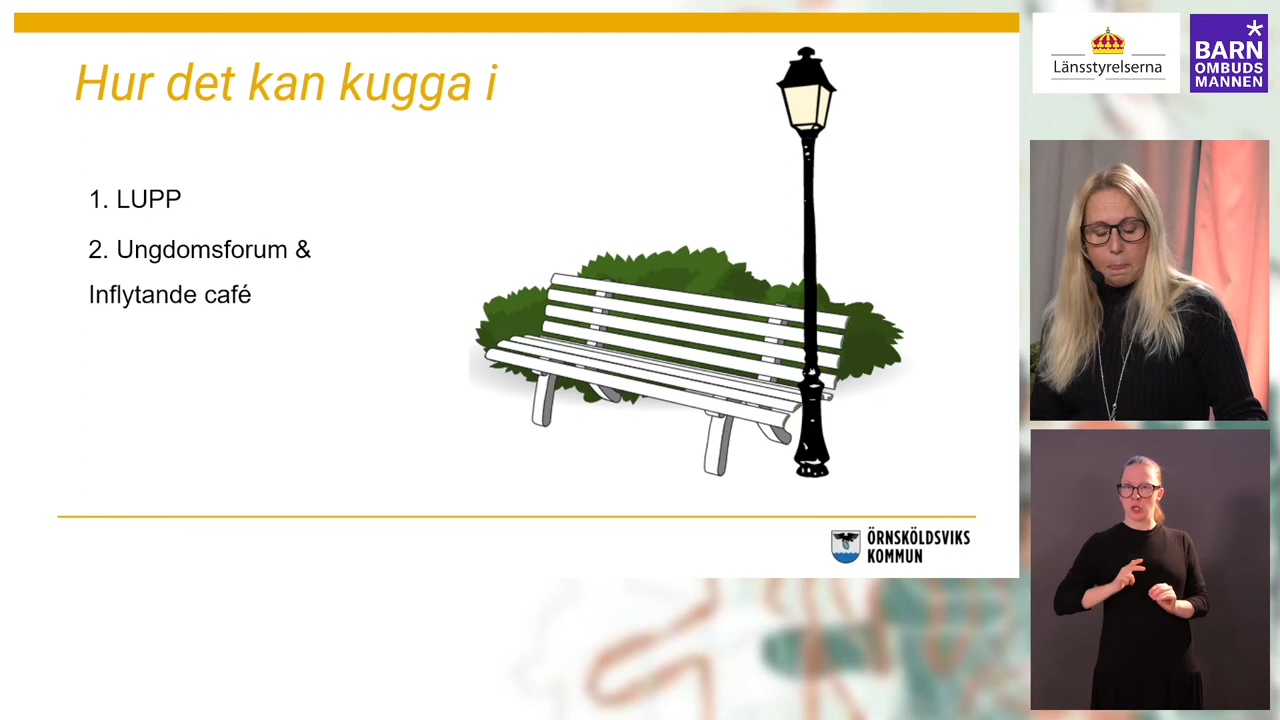 Hur det kan kugga i
1. LUPP
2. Ungdomsforum &
Inflytande café
ÖRNSKÖLDSVIKS
KOMMUN
Länsstyrelserna
BARN
OMBUDS
MANNEN